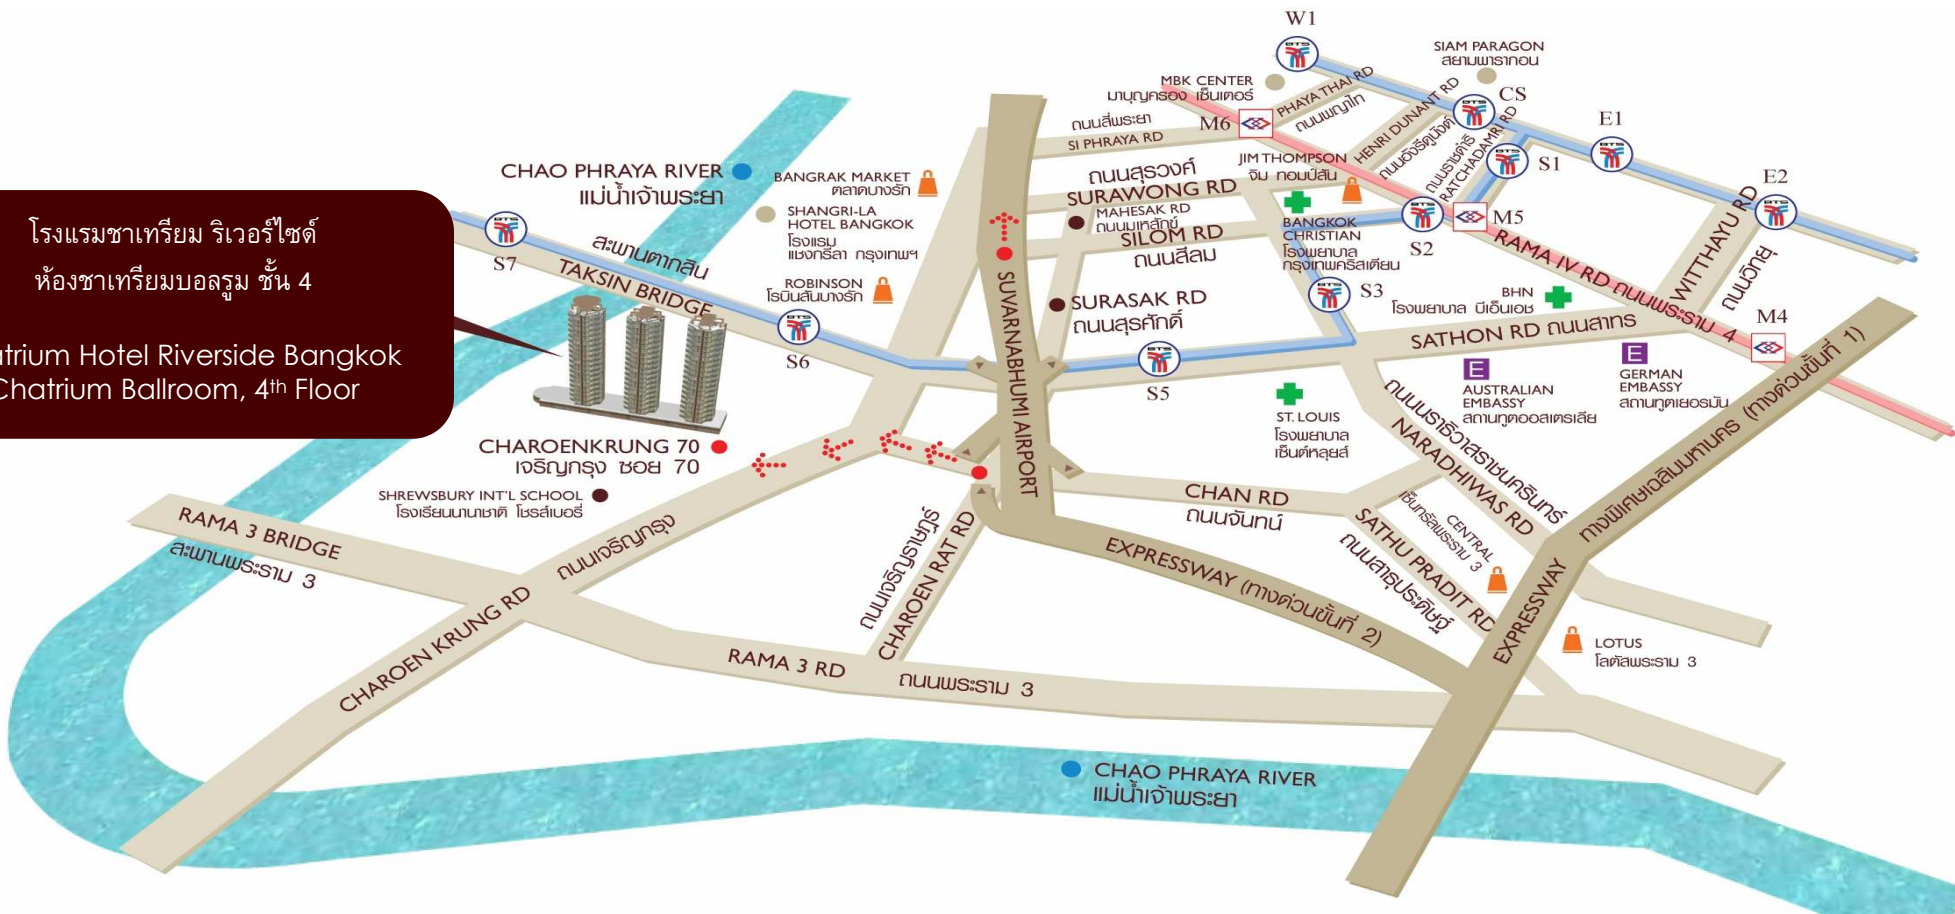 โรงแรมชาเทรียม ริเวอร์ไซด์
ห้องชาเทรียมบอลรูม ชั้น 4
atrium Hotel Riverside Bangkok
Chatrium Ballroom, 4th Floor
CHAO PHRAYA RIVER
แม่น้ำเจ้าพระยา
BTS
S7
สะพานตากสิน
TAKSIN BRIDGE
BANGRAK MARKET
ตลาดบางรัก
SHANGRI-LA
HOTEL BANGKOK
โรงแรม
แชงกรีลา กรุงเทพฯ
ROBINSON
โรบินสันบางรัก
BTS
S6
CHAROENKRUNG 70
เจริญกรุง ซอย 70
SHREWSBURY INT'L SCHOOL
โรงเรียนนานาชาติ โชรส์เบอรี่
RAMA 3 BRIDGE
สะพานพระราม 3
ถนนเจริญกรุง
CHAROEN KRUNG RD
RAMA 3 RD
ถนนพระราม 3
ถนนเจริญราษฎร์
CHAROEN RAT RD
SUVARNABHUMI AIRPORT
EXPRESSWAY (ทางด่วนขั้นที่ 2)
W1
BTS
SIAM PARAGON
สยามพารากอน
MBK CENTER
มาบุญครอง เซ็นเตอร์
PHAYA THAI RD
ถนนพญาไท
HENRI DUNANT RD
ถนนอังรีดูนังต์
BTS
CS
ถนนราชดำริ
RATCHADAMRI RD
BTS
E1
BTS
S1
BTS
E2
ถนนสี่พระยา
SI PHRAYA RD
M6
ถนนสุรวงศ์
SURAWONG RD
JIM THOMPSON
จิม ทอมป์สัน
MAHESAK RD
ถนนมเหสักข์
SILOM RD
ถนนสีลม
BANGKOK
CHRISTIAN
โรงพยาบาล
กรุงเทพคริสเตียน
BTS
S2
M5
RAMA IV RD ถนนพระราม 4
WITTHAYU RD
ถนนวิทยุ
M4
SURASAK RD
ถนนสุรศักดิ์
BTS
S3
BHN
โรงพยาบาล บีเอ็นเอช
SATHON RD ถนนสาทร
BTS
S5
E
AUSTRALIAN
EMBASSY
สถานทูตออสเตรเลีย
E
GERMAN
EMBASSY
สถานทูตเยอรมัน
ST. LOUIS
โรงพยาบาล
เซ็นต์หลุยส์
ถนนนราธิวาสราชนครินทร์
NARADHIWAS RD
CHAN RD
ถนนจันทน์
CENTRAL
เซ็นทรัลพระราม 3
SATHU PRADIT RD
ถนนสาธุประดิษฐ์
EXPRESSWAY
ทางพิเศษเฉลิมมหานคร (ทางด่วนขั้นที่ 1)
LOTUS
โลตัสพระราม 3
CHAO PHRAYA RIVER
แม่น้ำเจ้าพระยา